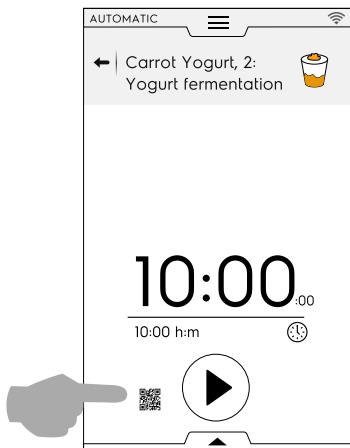 AUTOMATIC
Carrot Yogurt, 2:
Yogurt fermentation
10:00:00
10:00 h:m